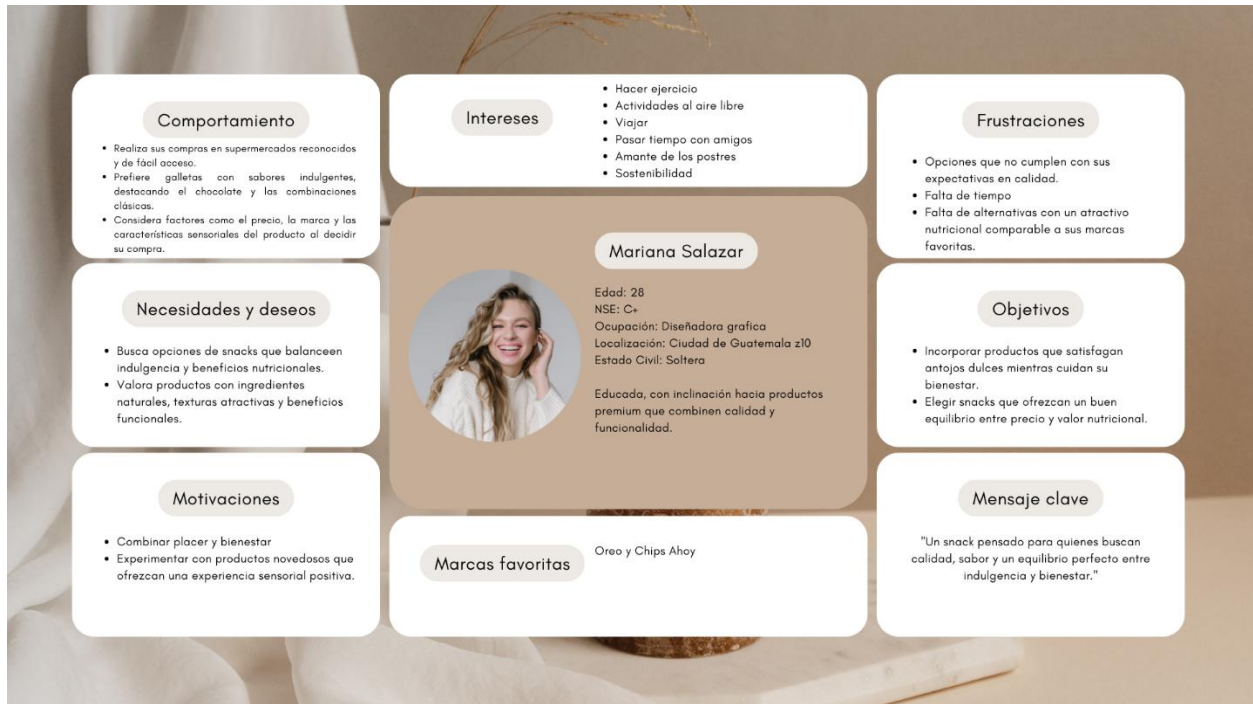 Comportamiento
• Realiza sus compras en supermercados reconocidos
y de fácil acceso.
• Prefiere galletas con sabores indulgentes,
destacando el chocolate y las combinaciones
clásicas.
• Considera factores como el precio, la marca y las
características sensoriales del producto al decidir
su compra.
Intereses
• Hacer ejercicio
• Actividades al aire libre
• Viajar
• Pasar tiempo con amigos
• Amante de los postres
• Sostenibilidad
Frustraciones
• Opciones que no cumplen con sus
expectativas en calidad.
• Falta de tiempo
• Falta de alternativas con un atractivo
nutricional comparable a sus marcas
favoritas.
Necesidades y deseos
• Busca opciones de snacks que balanceen
indulgencia y beneficios nutricionales.
• Valora productos con ingredientes
naturales, texturas atractivas y beneficios
funcionales.
Mariana Salazar
Edad: 28
NSE: C+
Ocupación: Diseñadora grafica
Localización: Ciudad de Guatemala z10
Estado Civil: Soltera
Educada, con inclinación hacia productos
premium que combinen calidad y
funcionalidad.
Objetivos
• Incorporar productos que satisfagan
antojos dulces mientras cuidan su
bienestar.
• Elegir snacks que ofrezcan un buen
equilibrio entre precio y valor nutricional.
Motivaciones
• Combinar placer y bienestar
• Experimentar con productos novedosos que
ofrezcan una experiencia sensorial positiva.
Marcas favoritas
Oreo y Chips Ahoy
Mensaje clave
"Un snack pensado para quienes buscan
calidad, sabor y un equilibrio perfecto entre
indulgencia y bienestar."